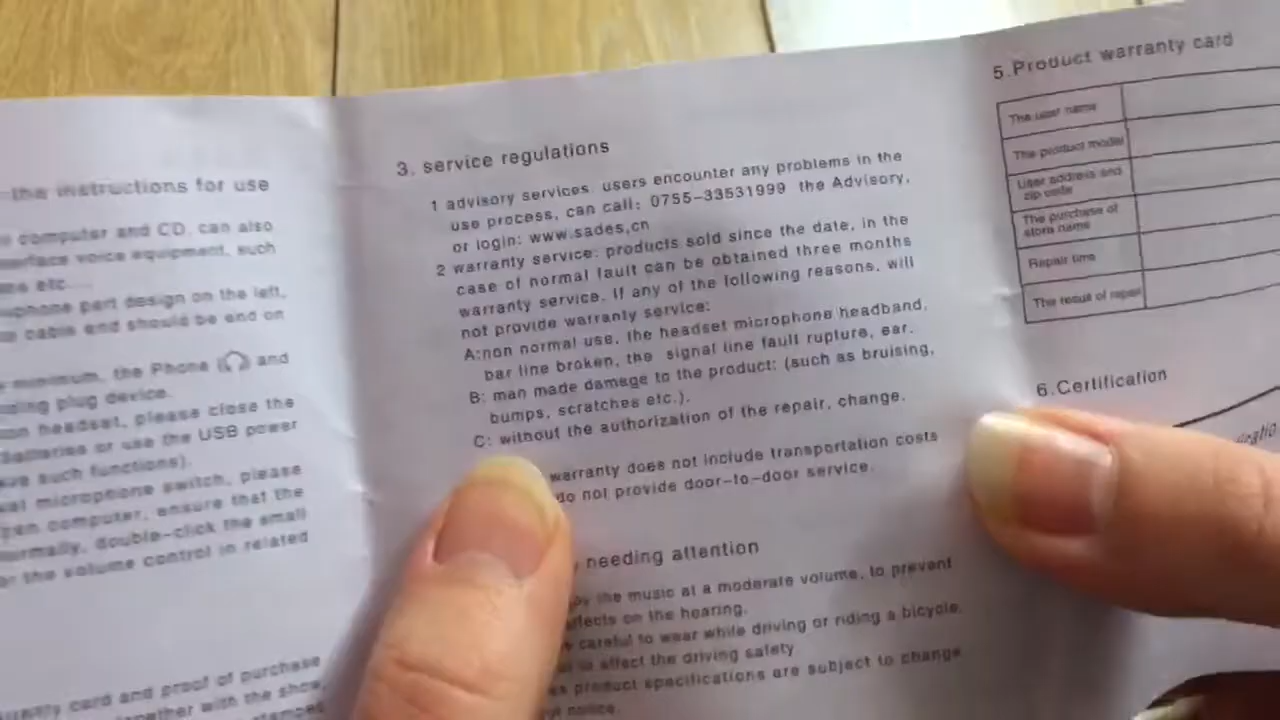 the instructions for use
computer and CD, can also
voice equipment, such
etc....
part design on the left,
cable end should be end on
minimum, the Phone ( ) and
plug device.
headset, please close the
or use the USB power
such functions).
microphone switch, please
computer, ensure that the
double-click the small
or the volume control in related
card and proof of purchase
together with the show,
3. service regulations
1 advisory services: users encounter any problems in the
use process, can call: 0755-33531999 the Advisory,
or login: www.sades,cn
2 warranty service: products sold since the date, in the
case of normal fault can be obtained three months
warranty service. If any of the following reasons, will
not provide warranty service:
A:non normal use, the headset microphone headband,
bar line broken, the signal line fault rupture, ear.
B: man made damage to the product: (such as bruising,
bumps, scratches etc.).
C: without the authorization of the repair, change.
warranty does not include transportation costs
do not provide door-to-door service.
needing attention
the music at a moderate volume, to prevent
on the hearing.
careful to wear while driving or riding a bicycle,
to affect the driving safety
product specifications are subject to change
notice.
5.Product warranty card
The user name
The product model
User address and
zip code
The purchase of
store name
Repair time
The result of repair
6.Certification